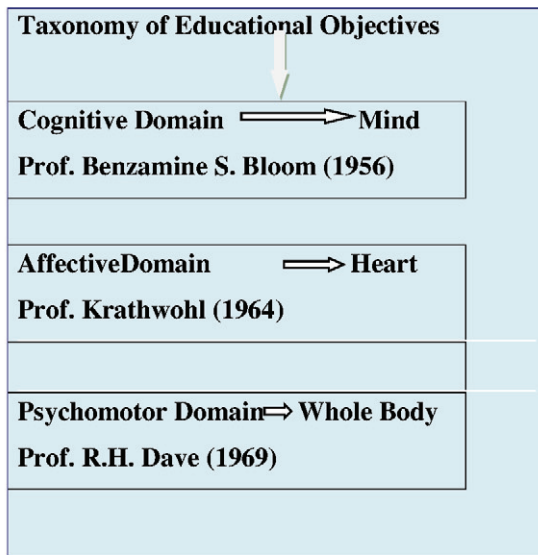 Taxonomy of Educational Objectives
Cognitive Domain Mind
Prof. Benzamine S. Bloom (1956)
AffectiveDomain Heart
Prof. Krathwohl (1964)
Psychomotor Domain Whole Body
Prof. R.H. Dave (1969)